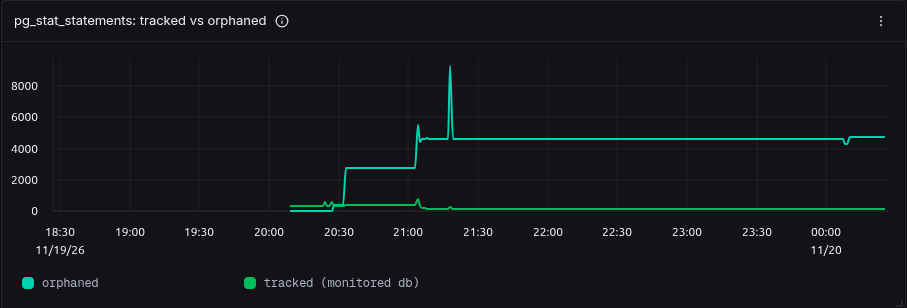 pg_stat_statements: tracked vs orphaned
8000
6000
4000
2000
0
18:30 19:00 19:30 20:00 20:30 21:00 21:30 22:00 22:30 23:00 23:30 00:00
11/19/26 11/20
orphaned tracked (monitored db)